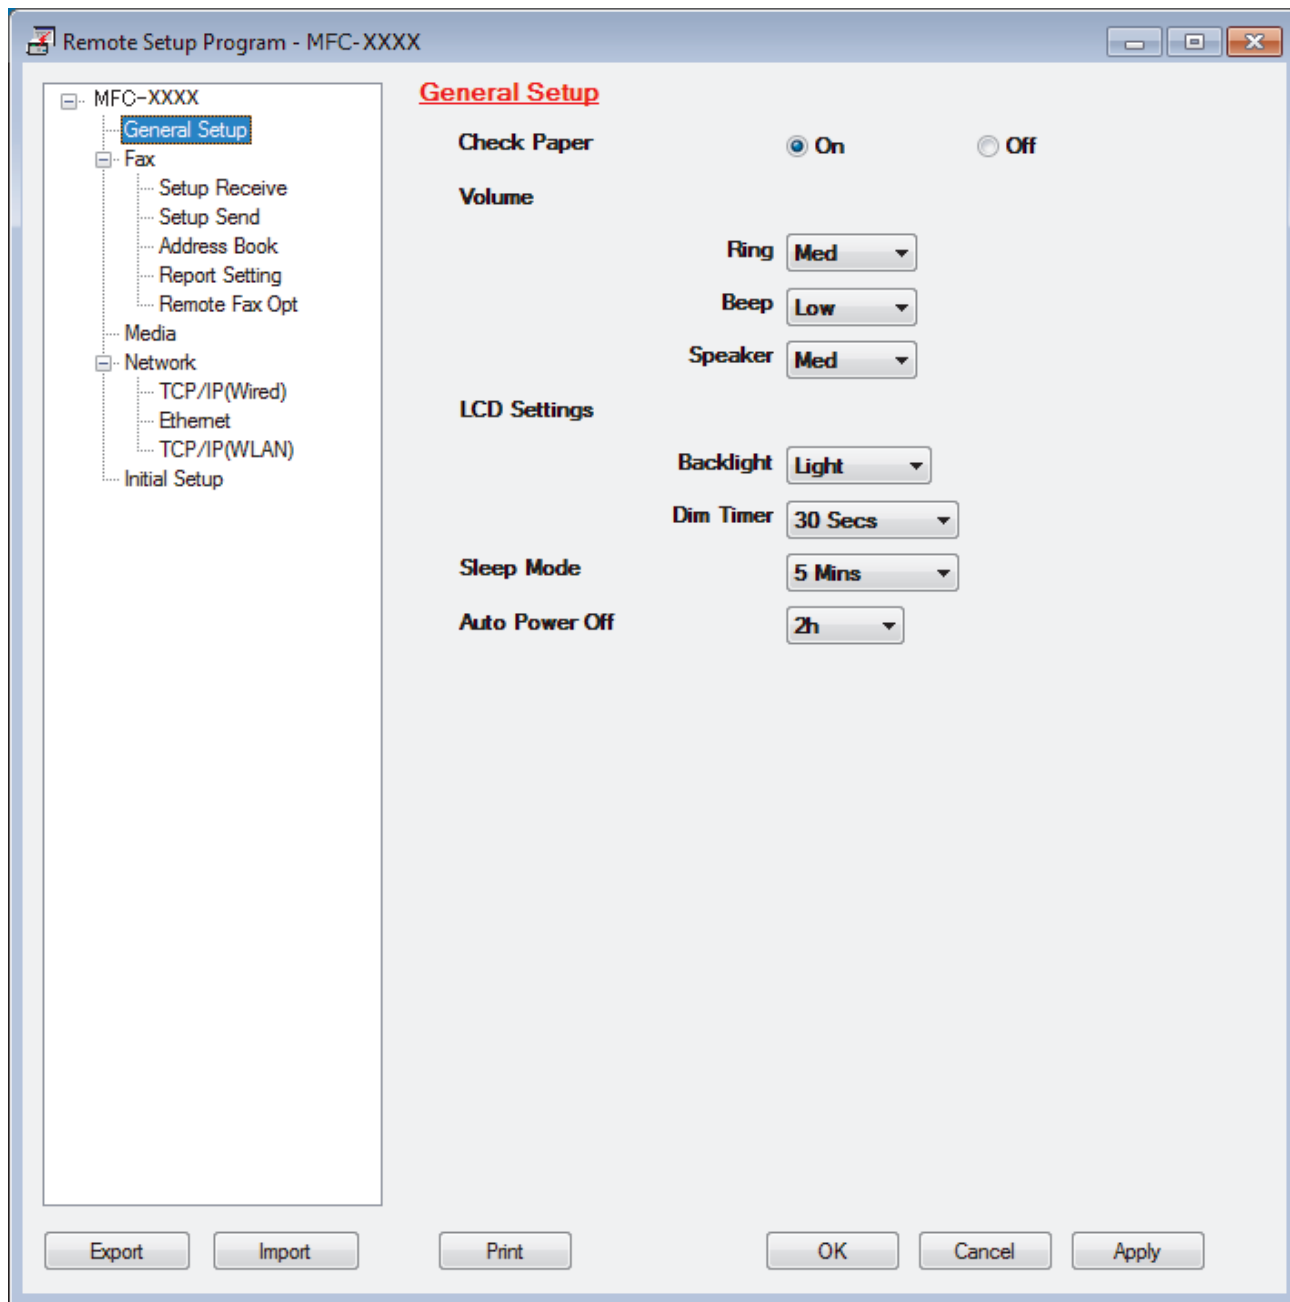 Remote Setup Program - MFC-XXXX
MFC-XXXX
General Setup
Fax
Setup Receive
Setup Send
Address Book
Report Setting
Remote Fax Opt
Media
Network
TCP/IP(Wired)
Ethernet
TCP/IP(WLAN)
Initial Setup
General Setup
Check Paper On Off
Volume
Ring Med
Beep Low
Speaker Med
LCD Settings
Backlight Light
Dim Timer 30 Secs
Sleep Mode 5 Mins
Auto Power Off 2h
Export Import Print OK Cancel Apply